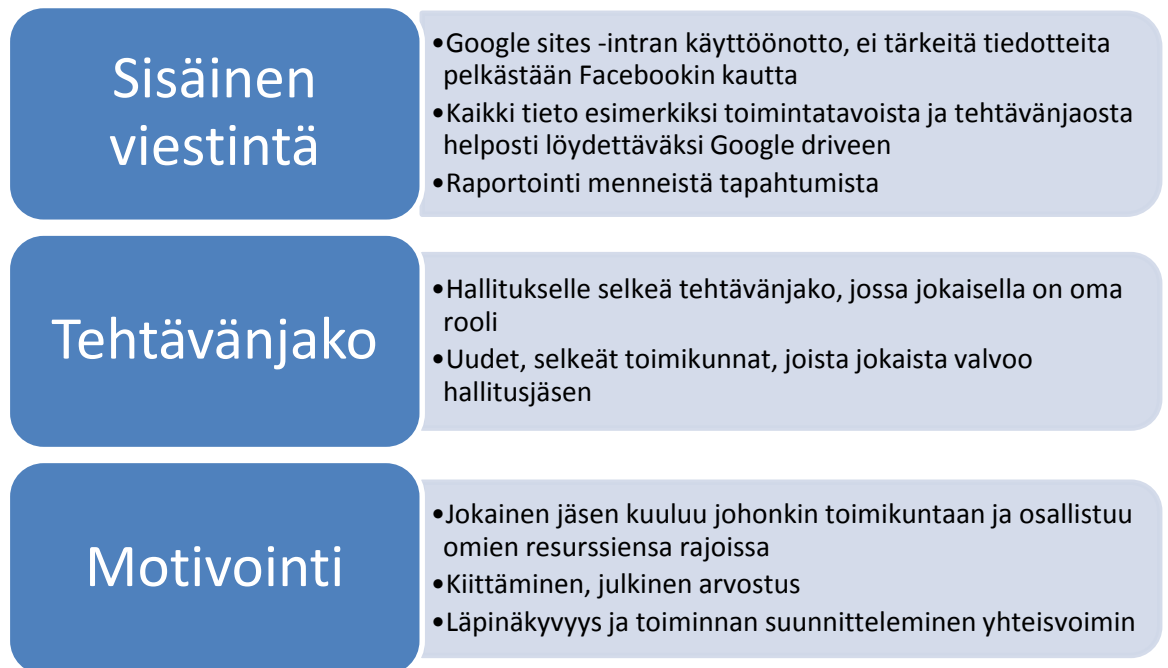 Sisäinen
viestintä
•Google sites -intran käyttöönotto, ei tärkeitä tiedotteita
pelkästään Facebookin kautta
•Kaikki tieto esimerkiksi toimintatavoista ja tehtävänjaosta
helposti löydettäväksi Google driveen
•Raportointi menneistä tapahtumista
Tehtävänjako
•Hallitukselle selkeä tehtävänjako, jossa jokaisella on oma
rooli
•Uudet, selkeät toimikunnat, joista jokaista valvoo
hallitusjäsen
Motivointi
•Jokainen jäsen kuuluu johonkin toimikuntaan ja osallistuu
omien resurssiensa rajoissa
•Kiittäminen, julkinen arvostus
•Läpinäkyvyys ja toiminnan suunnitteleminen yhteisvoimin